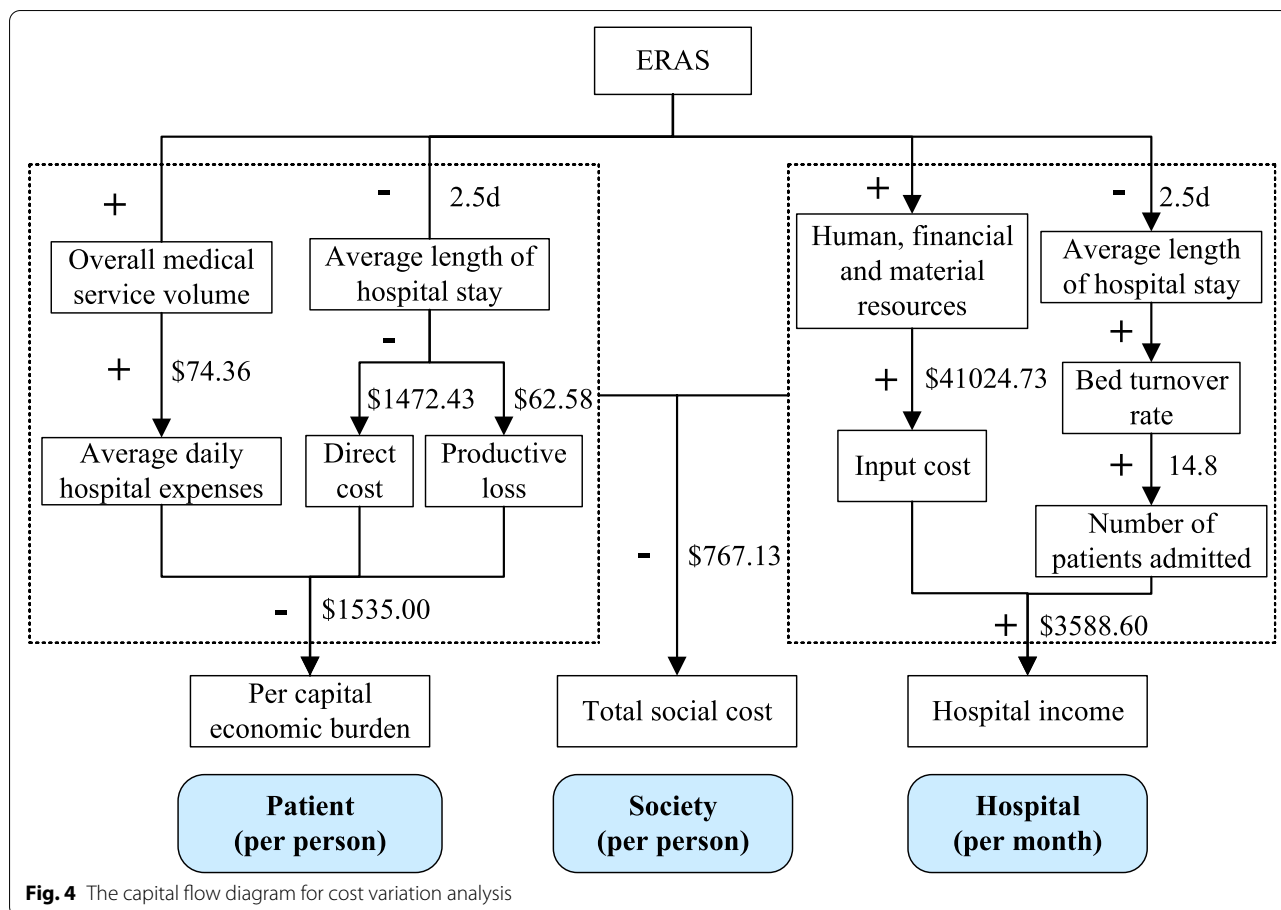 ERAS
+
-
2.5d
+
-
2.5d
Overall medical
service volume
Average length of
hospital stay
Human, financial
and material
resources
Average length
of hospital stay
+
$74.36
-
$1472.43
$62.58
+
$41024.73
+
Bed turnover
rate
+
14.8
Average daily
hospital expenses
Direct
cost
Productive
loss
Input cost
Number of
patients admitted
-
$1535.00
-
$767.13
+
$3588.60
Per capital
economic burden
Total social cost
Hospital income
Patient
(per person)
Society
(per person)
Hospital
(per month)
Fig. 4 The capital flow diagram for cost variation analysis